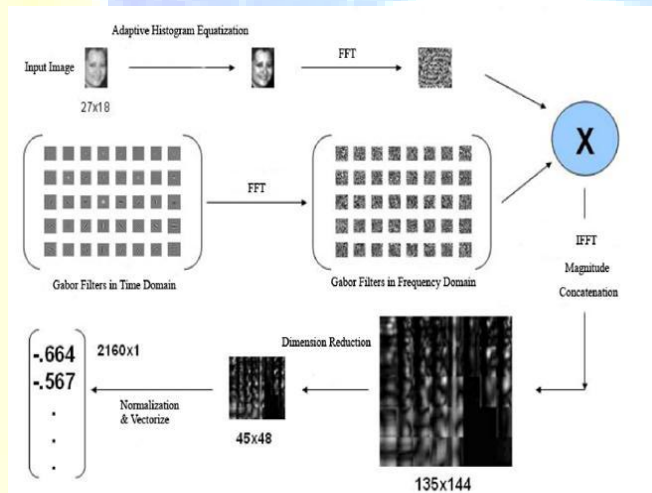 Adaptive Histogram Equatization
Input Image
FFT
27x18
X
FFT
Gabor Filters in Time Domain
Gabor Filters in Frequency Domain
IFFT
Magnitude
Concatenation
-.664
-.567
.
.
.
2160x1
Normalization
& Vectorize
Dimension Reduction
45x48
135x144